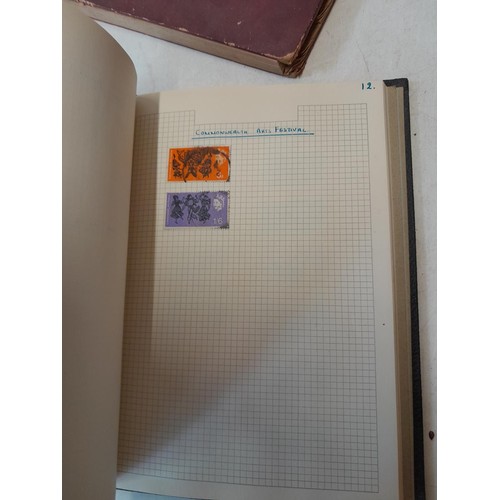 12.
COMMONWEALTH ARTS FESTIVAL